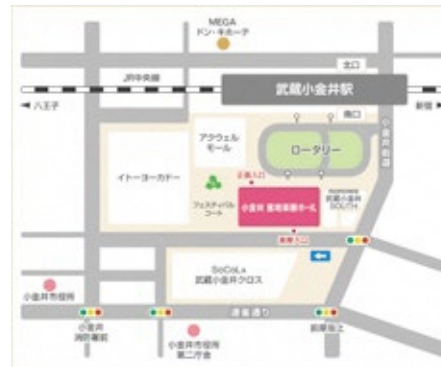 MEGA
ドン・キホーテ
北口
JR中央線
武蔵小金井駅
◀八王子
新宿▶
南口
小金井街道
アクウェル
モール
ロータリー
イトーヨーカドー
正面入口
フェスティバル
コート
小金井 宮地楽器ホール
武蔵小金井
SOUTH
SOCOLA
武蔵小金井クロス
小金井市役所
連雀通り
小金井
消防署前
小金井市役所
第二庁舎
前原坂上